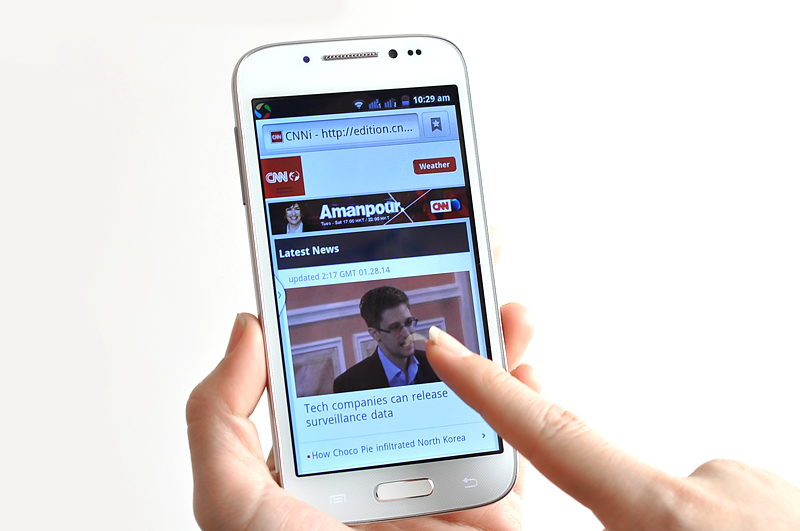 10:29 am
CNNi - http://edition.cn...
CNN
Weather
Amanpour.
CNN
Tues - Sat 17:00 HKT / 22:00 HKT
Latest News
updated 2:17 GMT 01.28.14
Tech companies can release
surveillance data
• How Choco Pie infiltrated North Korea